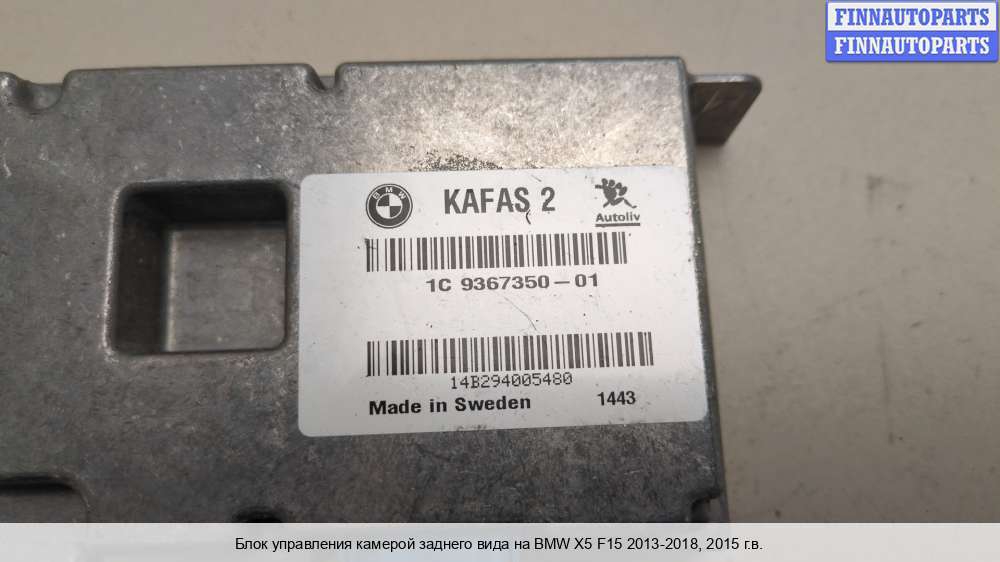 FINNAUTOPARTS
FINNAUTOPARTS
BMW
KAFAS 2
Autoliv
1C 9367350-01
14B294005480
Made in Sweden 1443
Блок управления камерой заднего вида на BMW X5 F15 2013-2018, 2015 г.в.